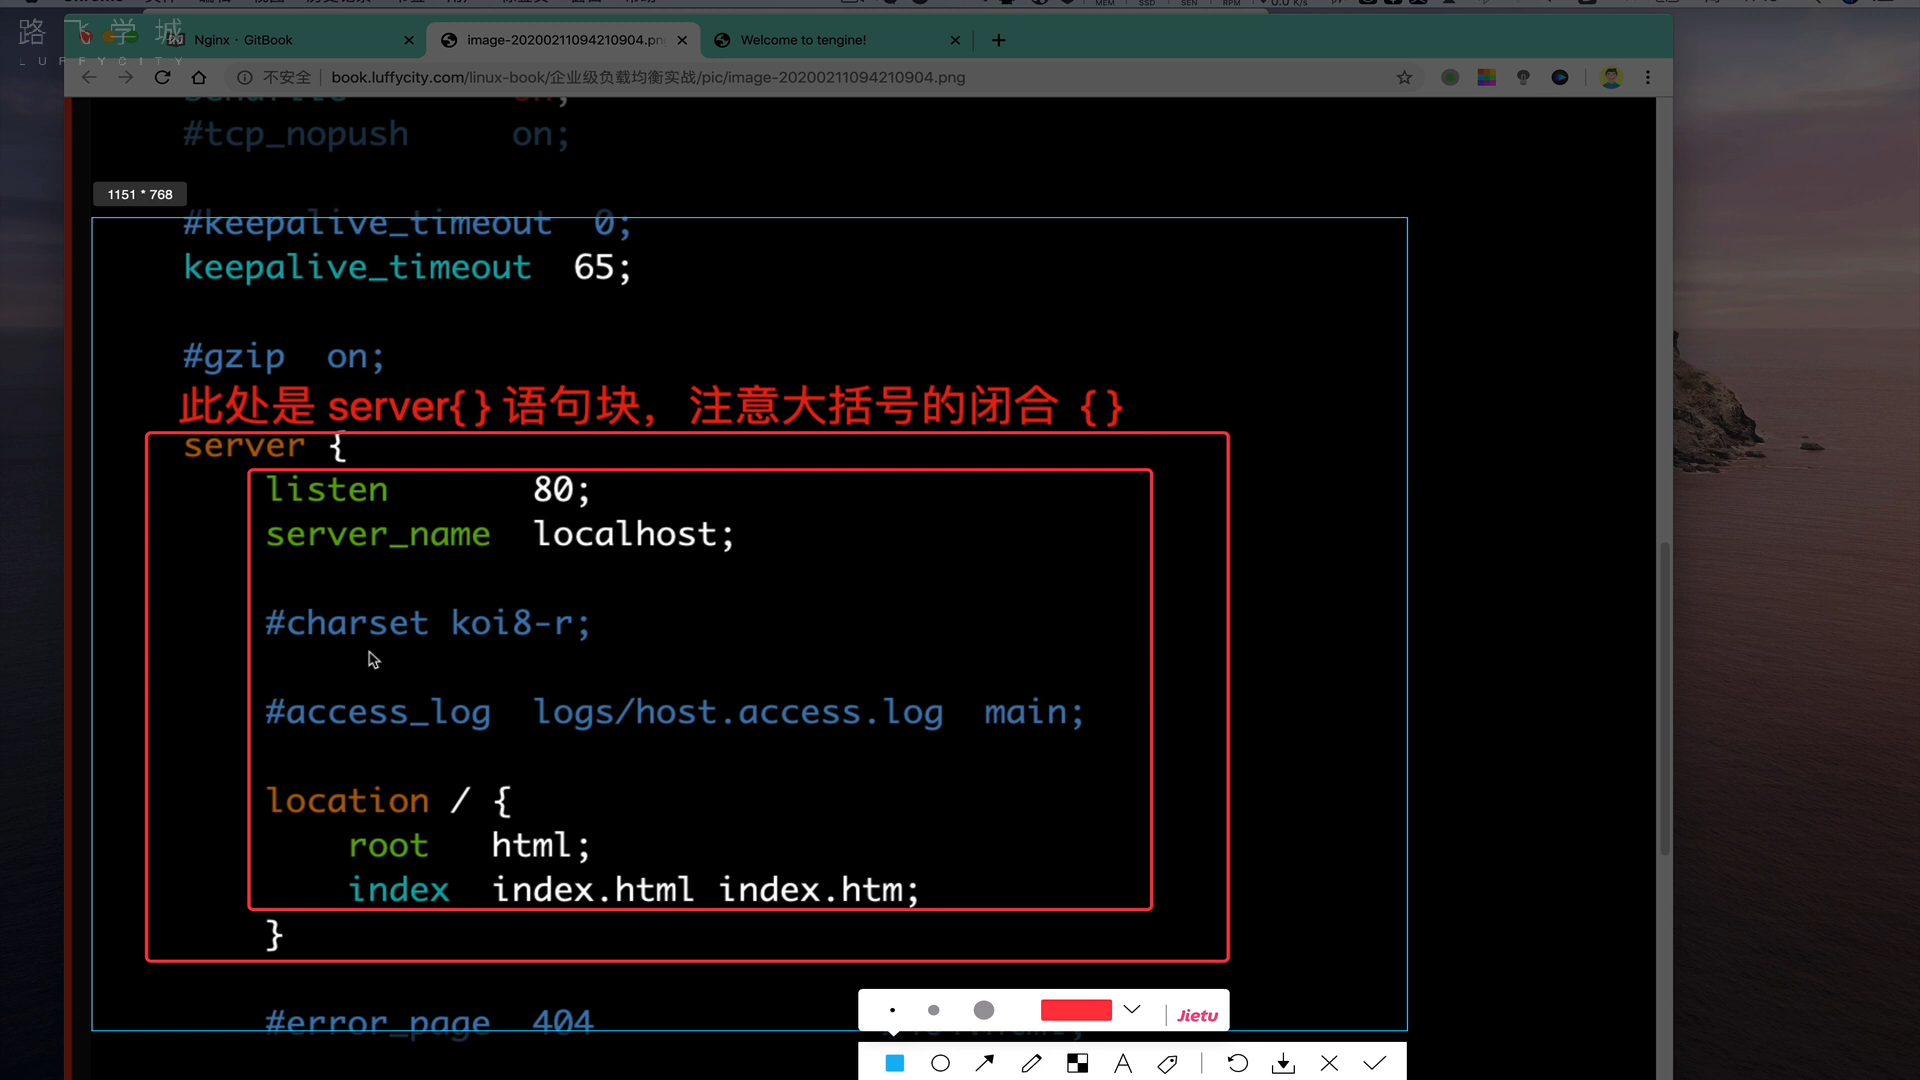 路飞学城
LUFFYCITY
Nginx · GitBook
image-20200211094210904.pn
Welcome to tengine!
不安全
book.luffycity.com/linux-book/企业级负载均衡实战/pic/image-20200211094210904.png
#tcp_nopush     on;
1151 * 768
#keepalive_timeout  0;
keepalive_timeout  65;
#gzip  on;
此处是 server{} 语句块，注意大括号的闭合 {}
server {
listen       80;
server_name  localhost;
#charset koi8-r;
#access_log  logs/host.access.log  main;
location / {
root   html;
index  index.html index.htm;
}
#error_page  404
Jietu